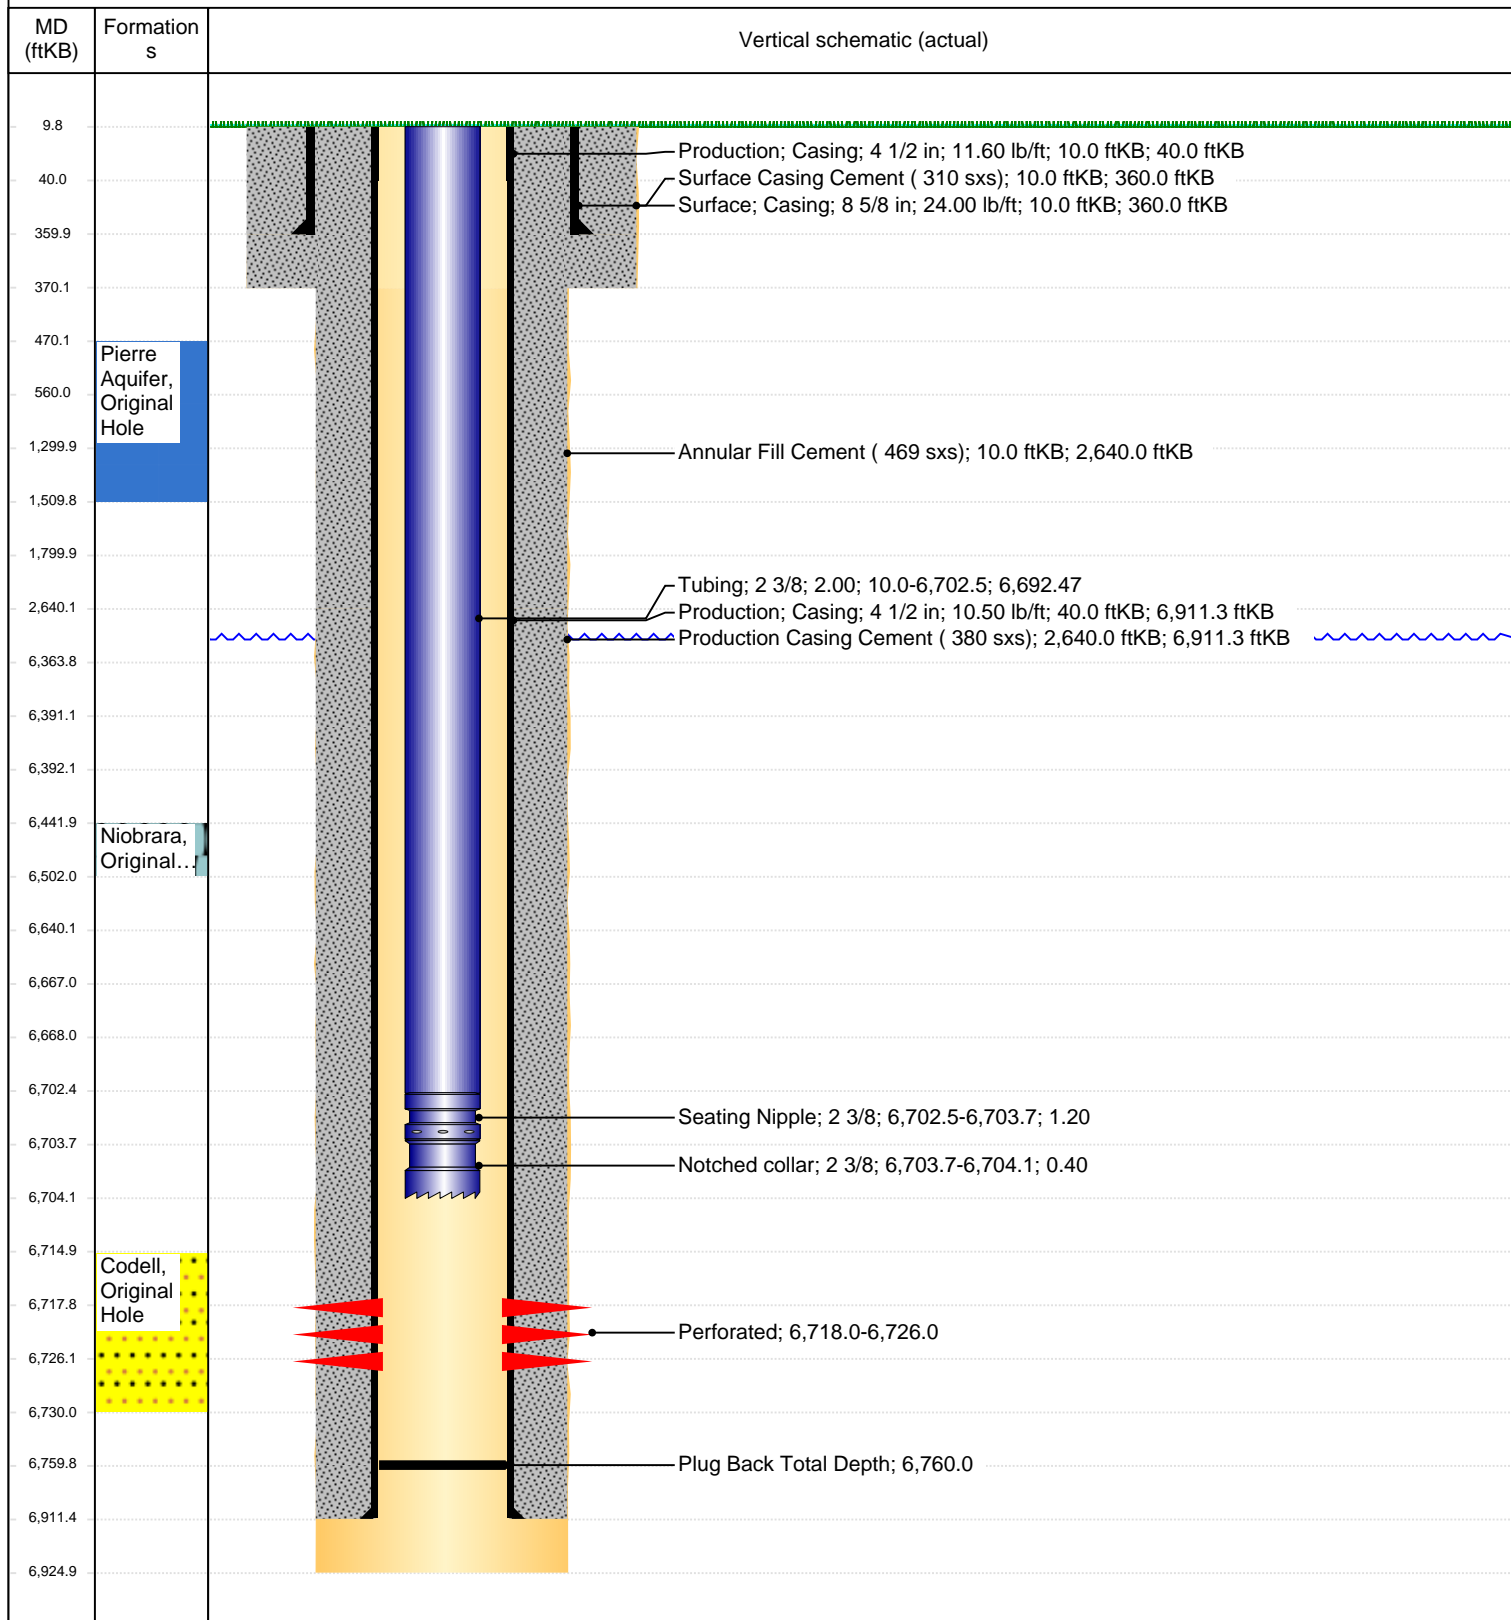 MD
(ftKB)
Formation
s
Vertical schematic (actual)
9.8
Production; Casing; 4 1/2 in; 11.60 lb/ft; 10.0 ftKB; 40.0 ftKB
40.0
Surface Casing Cement ( 310 sxs); 10.0 ftKB; 360.0 ftKB
Surface; Casing; 8 5/8 in; 24.00 lb/ft; 10.0 ftKB; 360.0 ftKB
359.9
370.1
470.1
Pierre
Aquifer,
Original
Hole
560.0
1,299.9
Annular Fill Cement ( 469 sxs); 10.0 ftKB; 2,640.0 ftKB
1,509.8
1,799.9
Tubing; 2 3/8; 2.00; 10.0-6,702.5; 6,692.47
2,640.1
Production; Casing; 4 1/2 in; 10.50 lb/ft; 40.0 ftKB; 6,911.3 ftKB
Production Casing Cement ( 380 sxs); 2,640.0 ftKB; 6,911.3 ftKB
6,363.8
6,391.1
6,392.1
6,441.9
Niobrara,
Original...
6,502.0
6,640.1
6,667.0
6,668.0
6,702.4
Seating Nipple; 2 3/8; 6,702.5-6,703.7; 1.20
6,703.7
Notched collar; 2 3/8; 6,703.7-6,704.1; 0.40
6,704.1
6,714.9
Codell,
Original
Hole
6,717.8
Perforated; 6,718.0-6,726.0
6,726.1
6,730.0
6,759.8
Plug Back Total Depth; 6,760.0
6,911.4
6,924.9